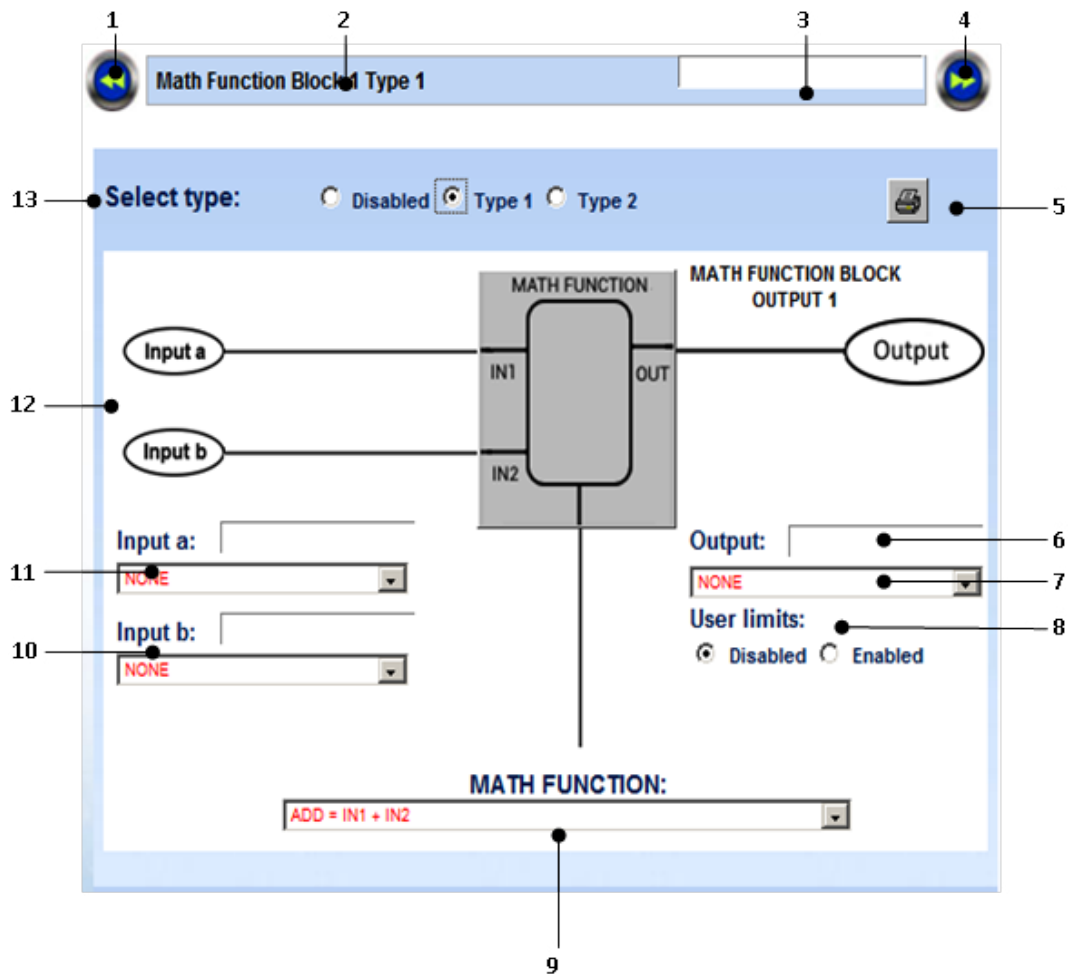 1
2
3
4
Math Function Block 1 Type 1
13
Select type:
Disabled
Type 1
Type 2
5
MATH FUNCTION
MATH FUNCTION BLOCK
OUTPUT 1
Input a
Output
IN1
OUT
12
Input b
IN2
Input a:
Output:
6
11
NONE
NONE
7
Input b:
User limits:
8
10
NONE
Disabled
Enabled
MATH FUNCTION:
ADD = IN1 + IN2
9